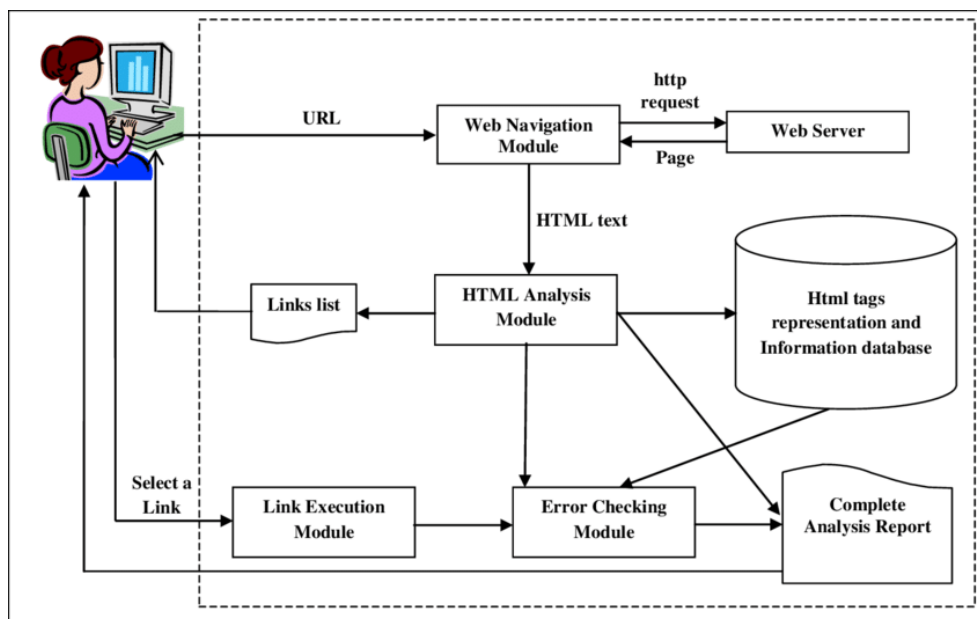 http
request
URL
Web Navigation
Module
Web Server
Page
HTML text
Links list
HTML Analysis
Module
Html tags
representation and
Information database
Select a
Link
Link Execution
Module
Error Checking
Module
Complete
Analysis Report